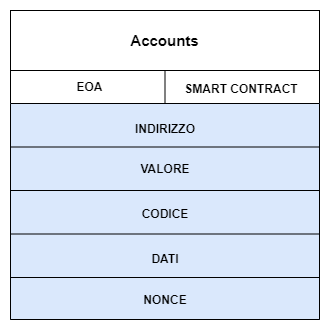 Accounts
EOA
SMART CONTRACT
INDIRIZZO
VALORE
CODICE
DATI
NONCE